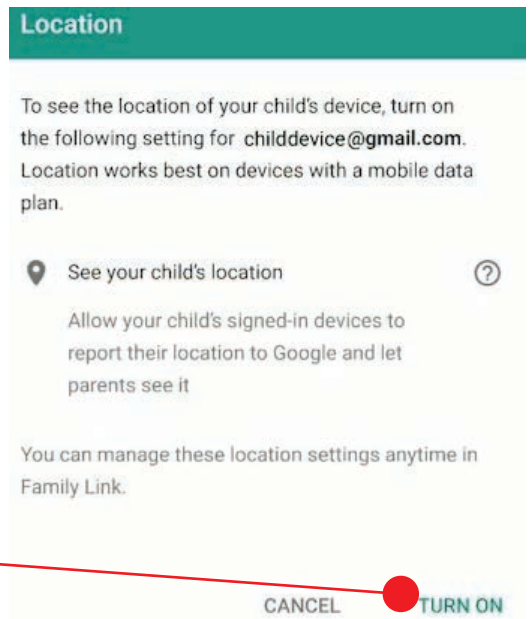 Location
To see the location of your child's device, turn on
the following setting for childdevice@gmail.com.
Location works best on devices with a mobile data
plan.
See your child's location
Allow your child's signed-in devices to
report their location to Google and let
parents see it
You can manage these location settings anytime in
Family Link.
CANCEL TURN ON